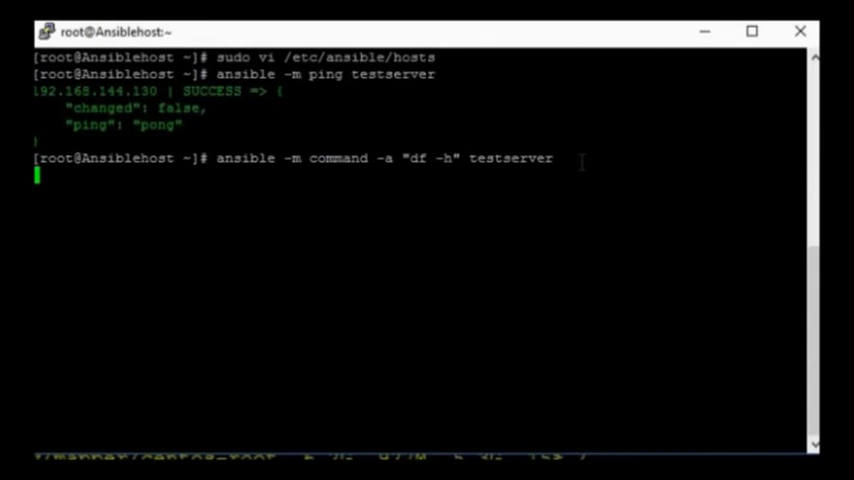 root@Ansiblehost:~
[root@Ansiblehost ~]# sudo vi /etc/ansible/hosts
[root@Ansiblehost ~]# ansible -m ping testserver
192.168.144.130 | SUCCESS => {
    "changed": false,
    "ping": "pong"
}
[root@Ansiblehost ~]# ansible -m command -a "df -h" testserver